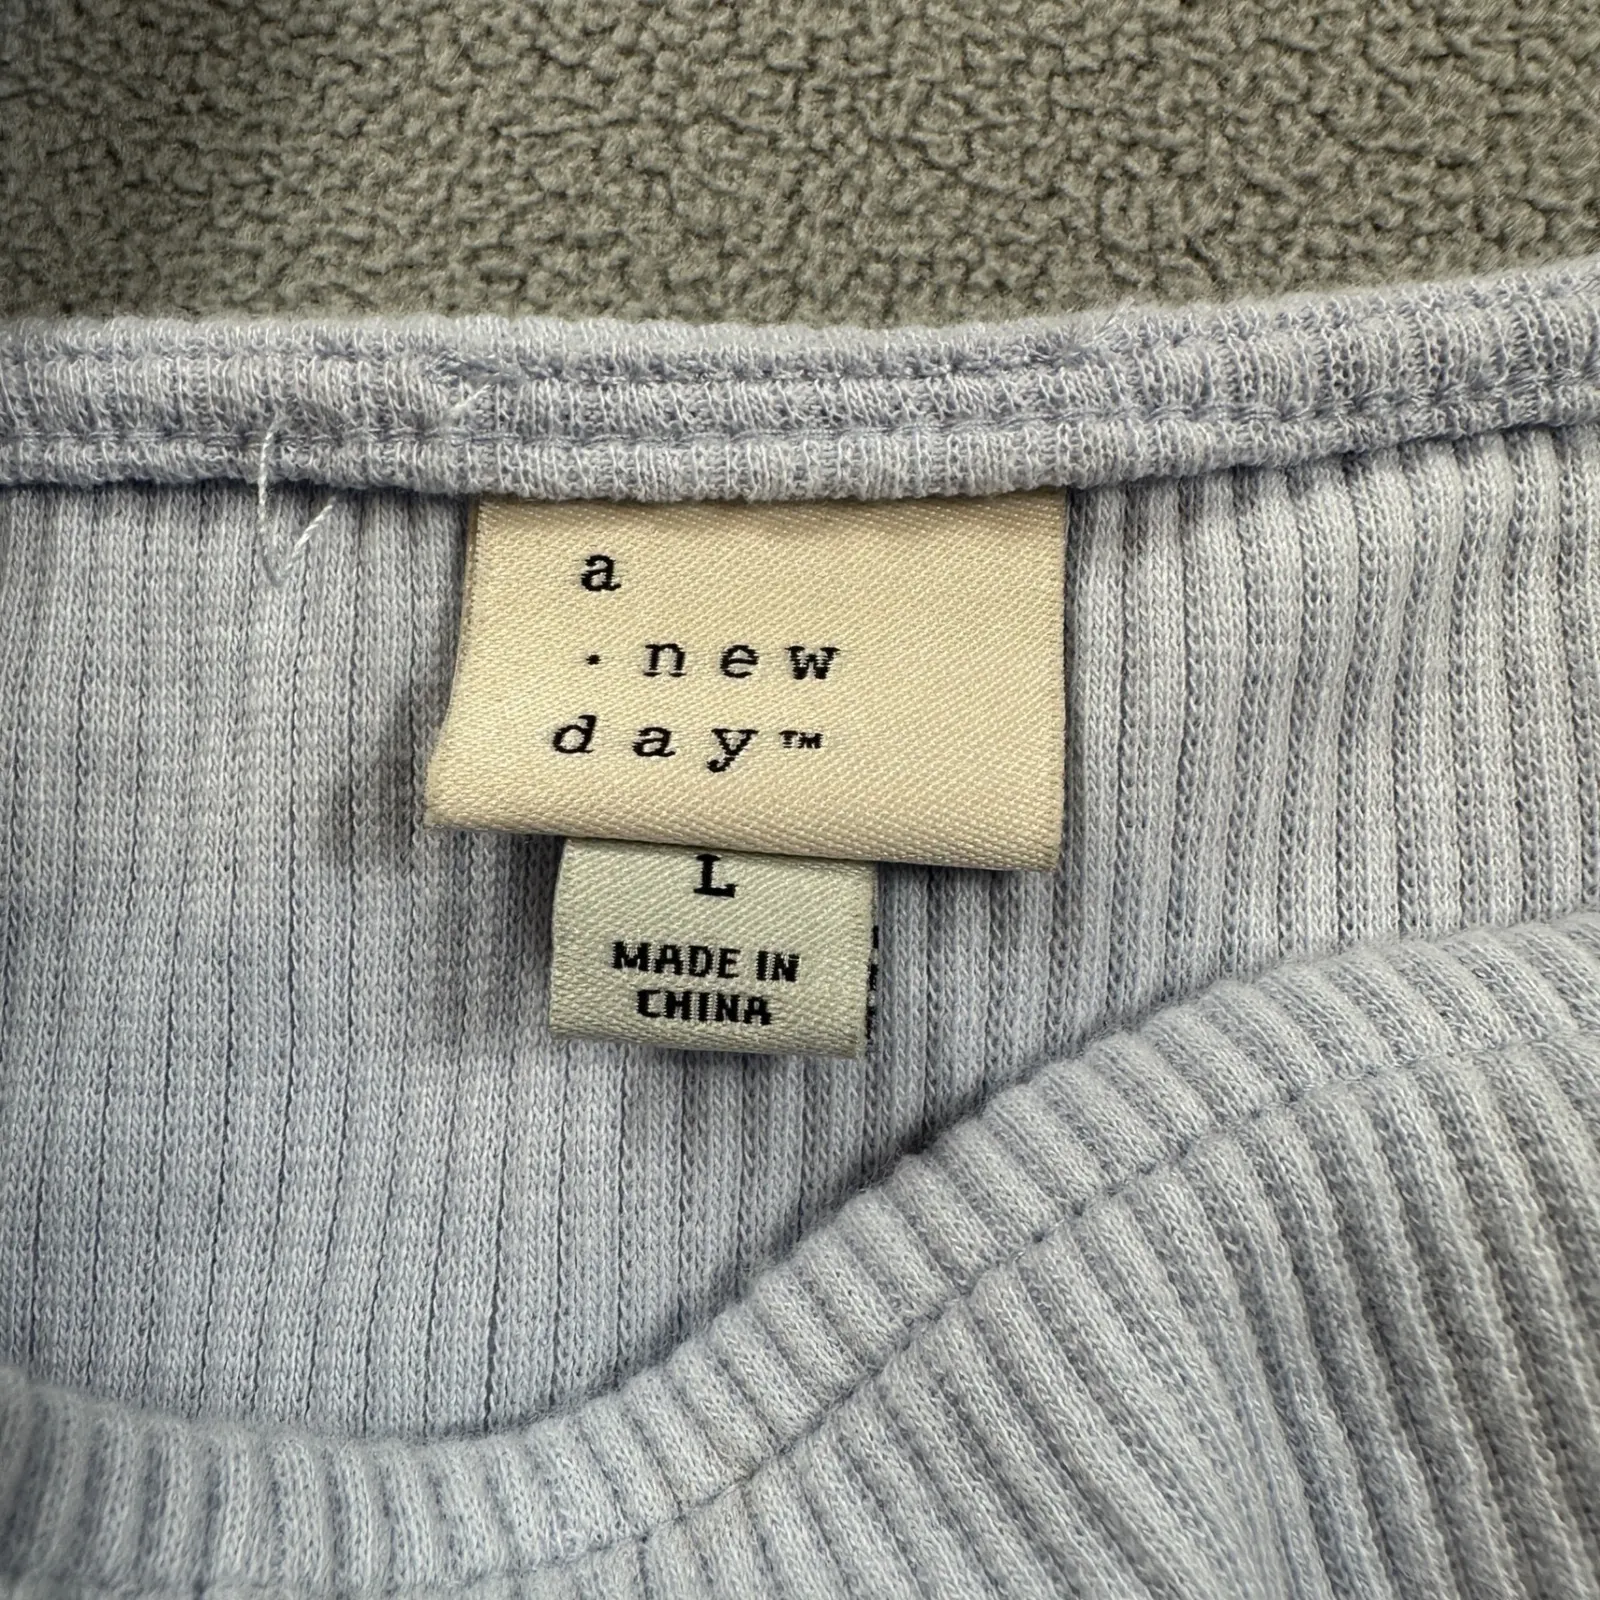 a
· new
day™
L
MADE IN
CHINA